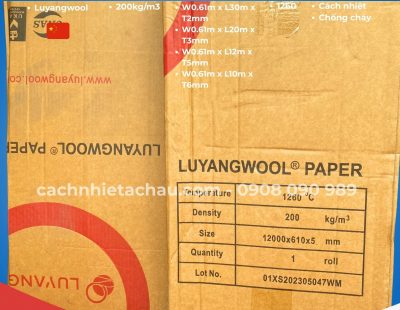 Luyangwool
200kg/m3
W0.61m x L30m x
T2mm
W0.61m x L20m x
T3mm
W0.61m x L12m x
T5mm
W0.61m x L10m x
T6mm
1260
Cách nhiệt
Chống cháy
www.luyangwool.c
LUYANGWOOL® PAPER
LUYANGWOOL® PAPER
cachnhietachau.com - 0908 090 989
Temperature 1260 °C
Density 200 kg/m³
Size 12000x610x5 mm
Quantity 1 roll
Lot No. 01XS202305047WM
LUYANG